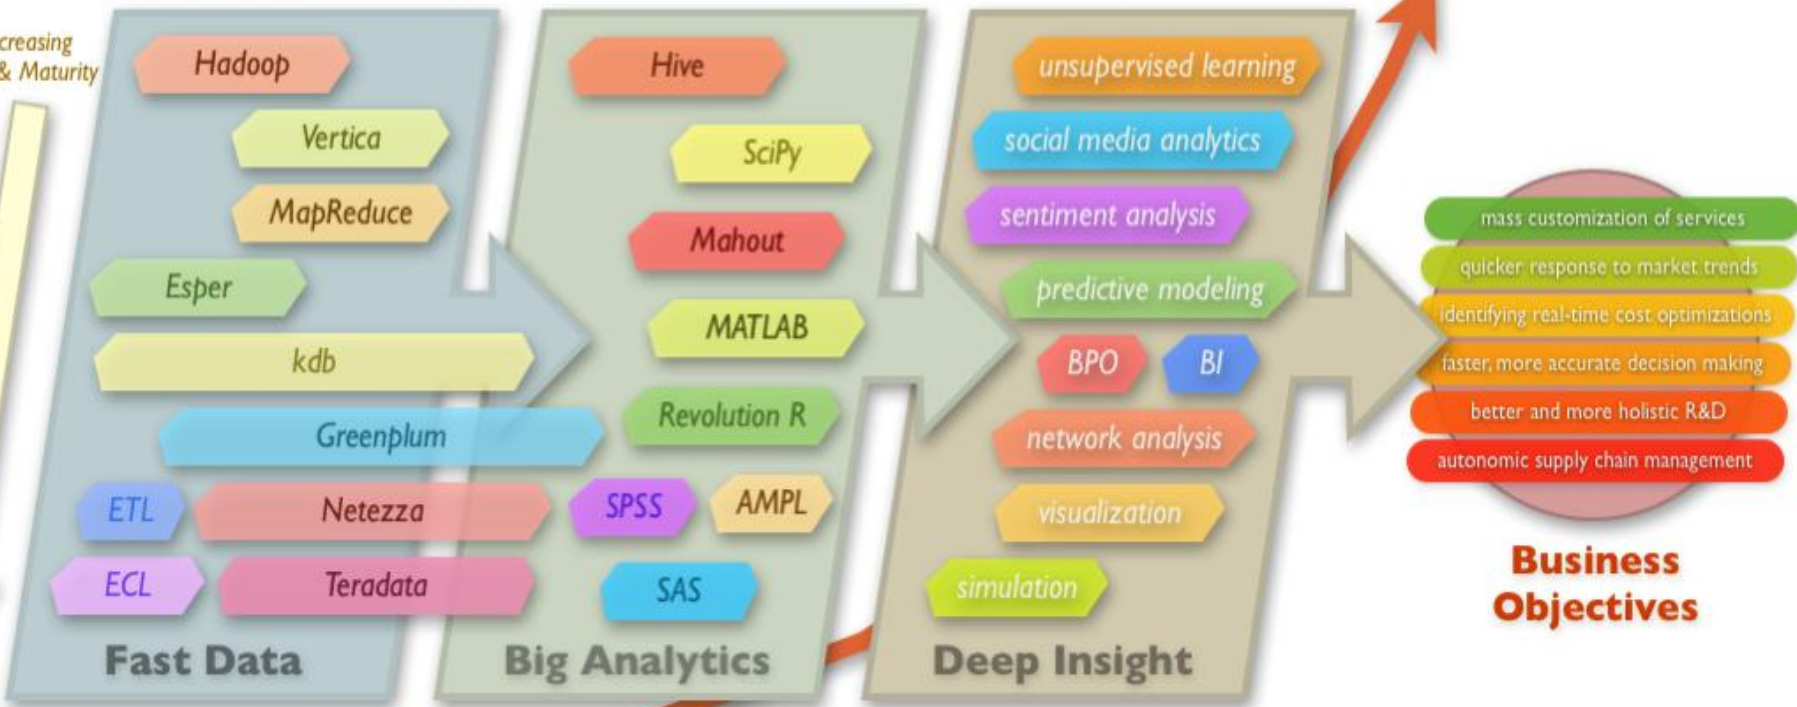 creasing
& Maturity
Hadoop
Vertica
MapReduce
Esper
kdb
Greenplum
ETL
Netezza
ECL
Teradata
Fast Data
Hive
SciPy
Mahout
MATLAB
Revolution R
SPSS
AMPL
SAS
Big Analytics
unsupervised learning
social media analytics
sentiment analysis
predictive modeling
BPO
BI
network analysis
visualization
simulation
Deep Insight
mass customization of services
quicker response to market trends
identifying real-time cost optimizations
faster, more accurate decision making
better and more holistic R&D
autonomic supply chain management
Business
Objectives